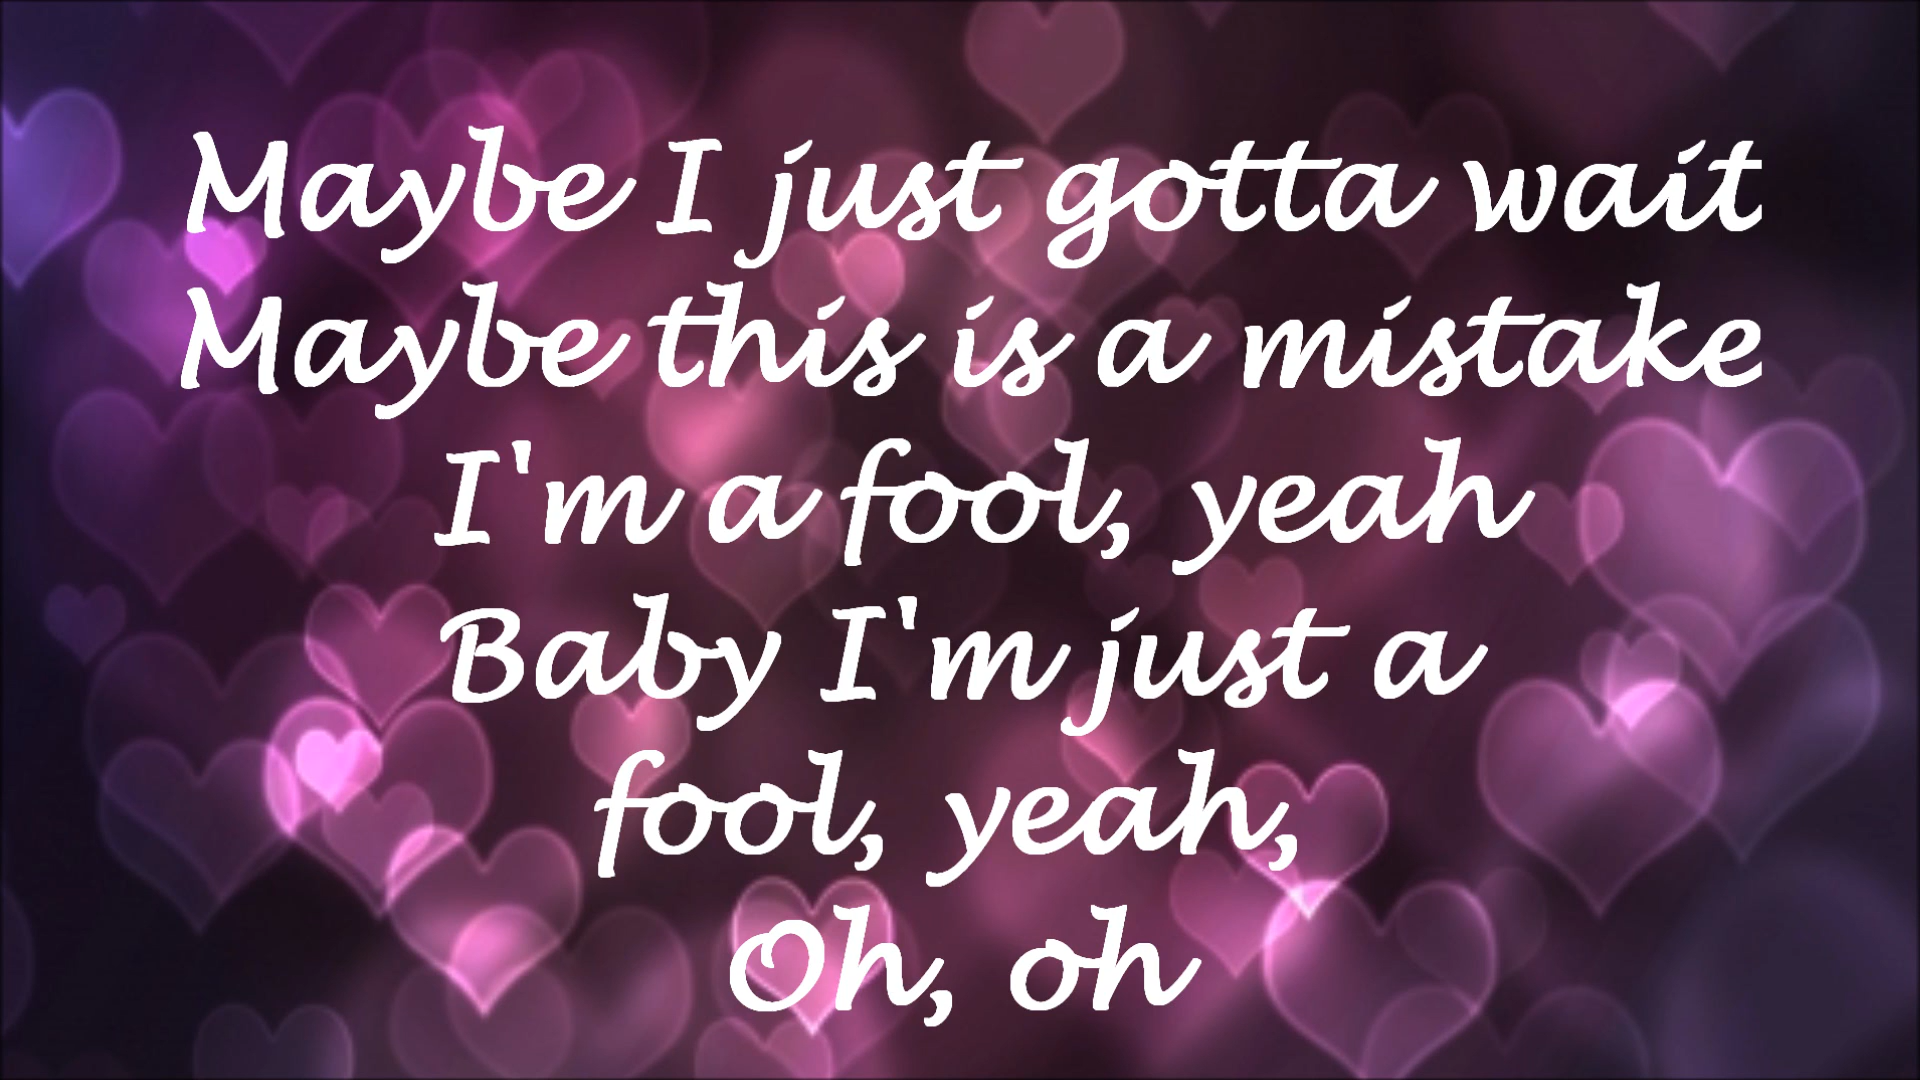 Maybe I just gotta wait
Maybe this is a mistake
I'm a fool, yeah
Baby I'm just a
fool, yeah,
Oh, oh